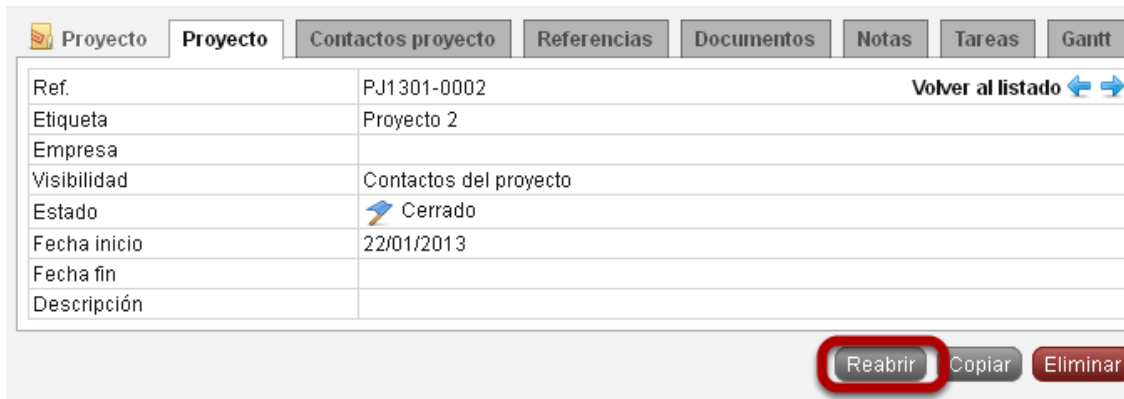 Proyecto Proyecto Contactos proyecto Referencias Documentos Notas Tareas Gantt
Ref. PJ1301-0002 Volver al listado
Etiqueta Proyecto 2
Empresa
Visibilidad Contactos del proyecto
Estado Cerrado
Fecha inicio 22/01/2013
Fecha fin
Descripción
Reabrir Copiar Eliminar